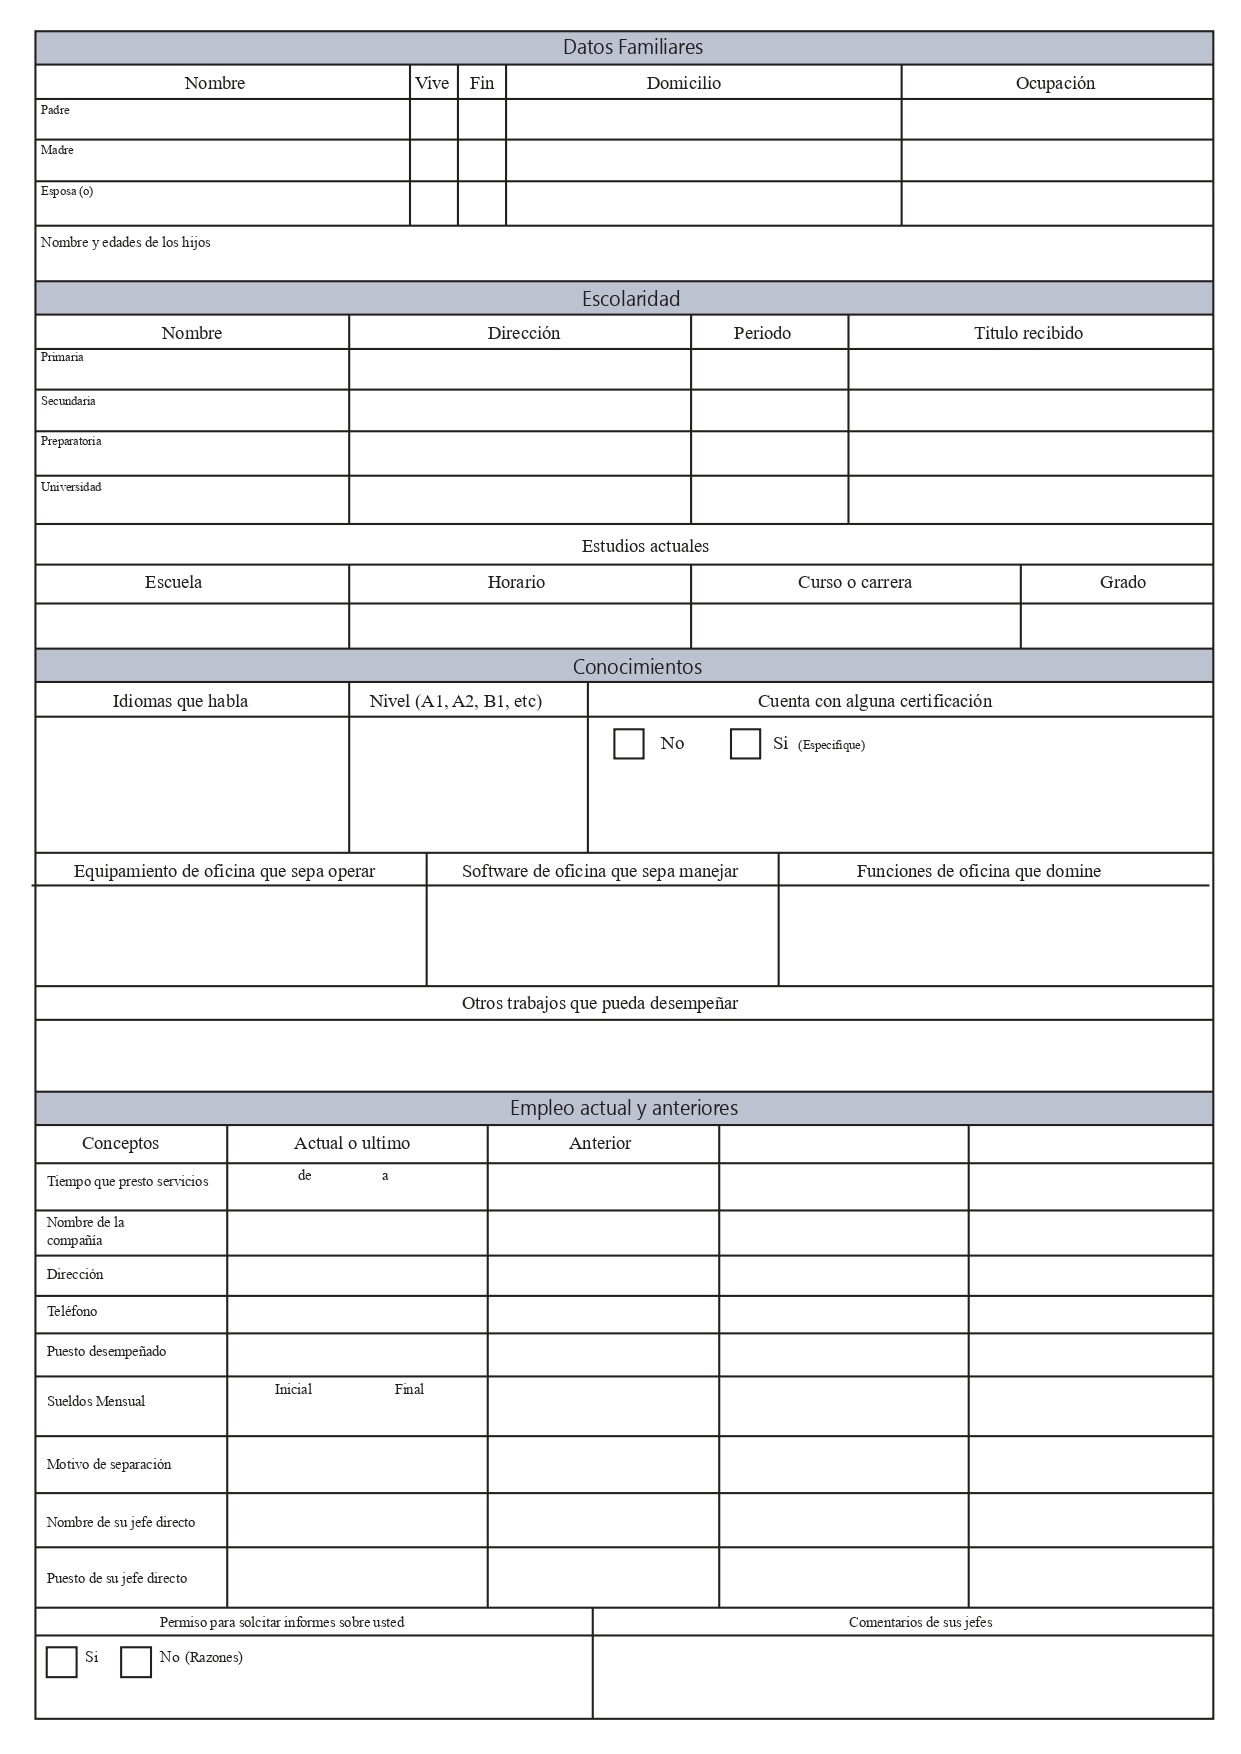 Datos Familiares
Nombre Vive Fin Domicilio Ocupación
Padre
Madre
Esposa (o)
Nombre y edades de los hijos
Escolaridad
Nombre Dirección Periodo Titulo recibido
Primaria
Secundaria
Preparatoria
Universidad
Estudios actuales
Escuela Horario Curso o carrera Grado
Conocimientos
Idiomas que habla Nivel (A1, A2, B1, etc) Cuenta con alguna certificación
No Si (Especifique)
Equipamiento de oficina que sepa operar Software de oficina que sepa manejar Funciones de oficina que domine
Otros trabajos que pueda desempeñar
Empleo actual y anteriores
Conceptos Actual o ultimo Anterior
Tiempo que presto servicios de a
Nombre de la
compañía
Dirección
Teléfono
Puesto desempeñado
Sueldos Mensual Inicial Final
Motivo de separación
Nombre de su jefe directo
Puesto de su jefe directo
Permiso para solcitar informes sobre usted Comentarios de sus jefes
Si No (Razones)